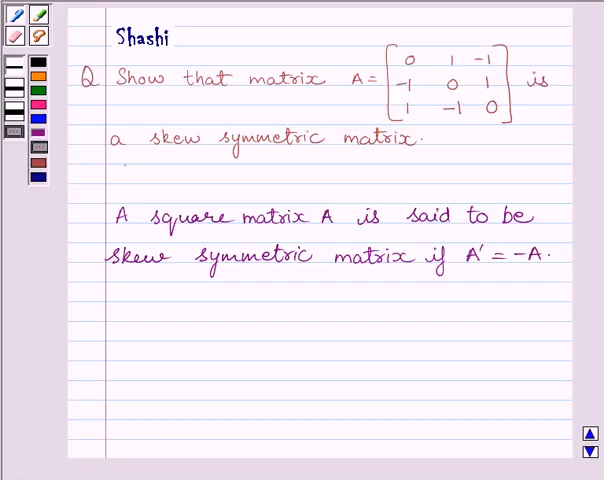 Shashi
Q Show that matrix A = [ 0 1 -1 ] is
[ -1 0 1 ]
[ 1 -1 0 ]
a skew symmetric matrix.
A square matrix A is said to be
skew symmetric matrix if A' = -A.